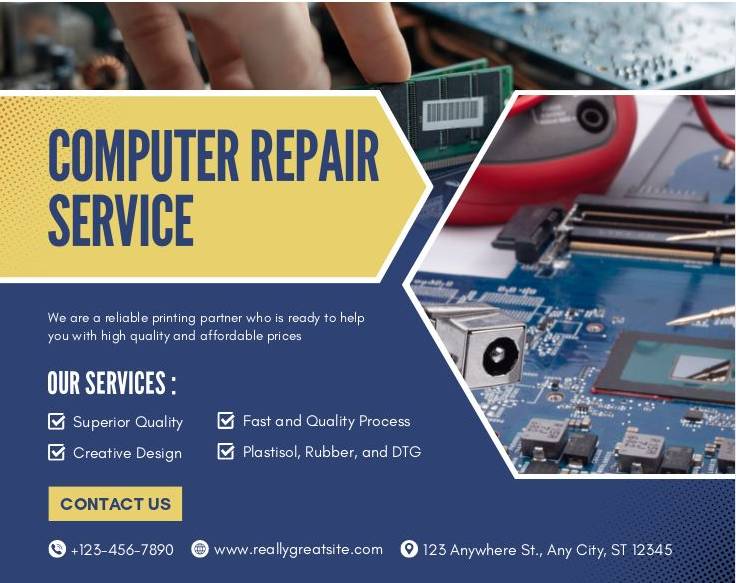 COMPUTER REPAIR
SERVICE
We are a reliable printing partner who is ready to help
you with high quality and affordable prices
OUR SERVICES :
Superior Quality
Fast and Quality Process
Creative Design
Plastisol, Rubber, and DTG
CONTACT US
+123-456-7890
www.reallygreatsite.com
123 Anywhere St., Any City, ST 12345